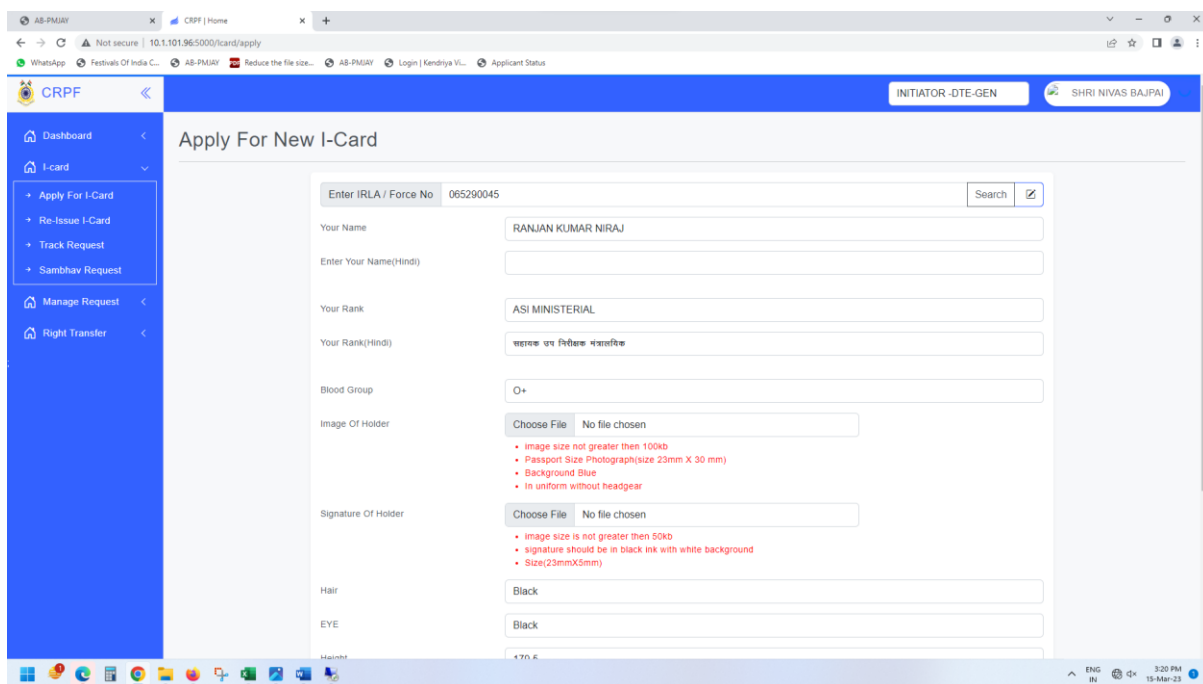 AB-PMJAY
CRPF | Home
Not secure | 10.1.101.96:5000/Icard/apply
WhatsApp Festivals Of India C... AB-PMJAY Reduce the file size... AB-PMJAY Login | Kendriya Vi... Applicant Status
CRPF
INITIATOR -DTE-GEN
SHRI NIVAS BAJPAI
Dashboard
I-card
Apply For I-Card
Re-Issue I-Card
Track Request
Sambhav Request
Manage Request
Right Transfer
Apply For New I-Card
Enter IRLA / Force No 065290045 Search
Your Name RANJAN KUMAR NIRAJ
Enter Your Name(Hindi)
Your Rank ASI MINISTERIAL
Your Rank(Hindi) सहायक उप निरीक्षक मंत्रालयिक
Blood Group O+
Image Of Holder Choose File No file chosen
image size not greater then 100kb
Passport Size Photograph(size 23mm X 30 mm)
Background Blue
In uniform without headgear
Signature Of Holder Choose File No file chosen
image size is not greater then 50kb
signature should be in black ink with white background
Size(23mmX5mm)
Hair Black
EYE Black
Height 170.5
ENG 3:20 PM
IN 15-Mar-23